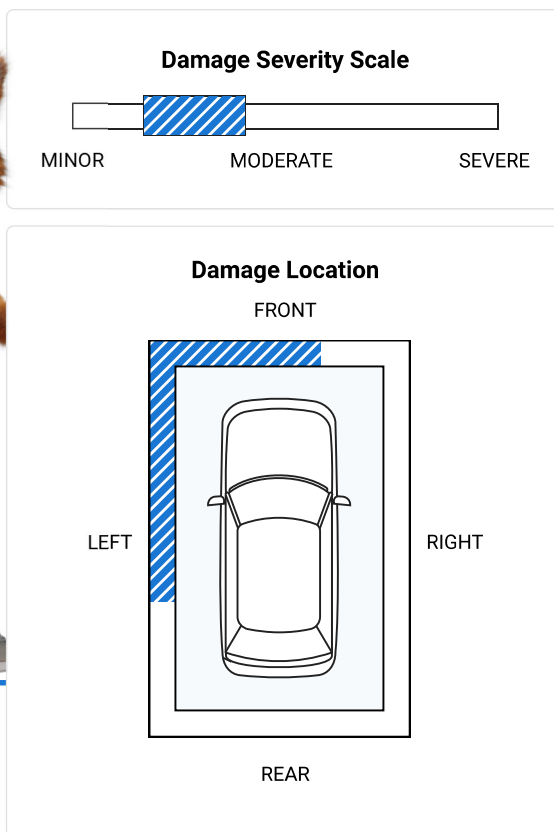 Damage Severity Scale
MINOR MODERATE SEVERE
Damage Location
FRONT
LEFT RIGHT
REAR